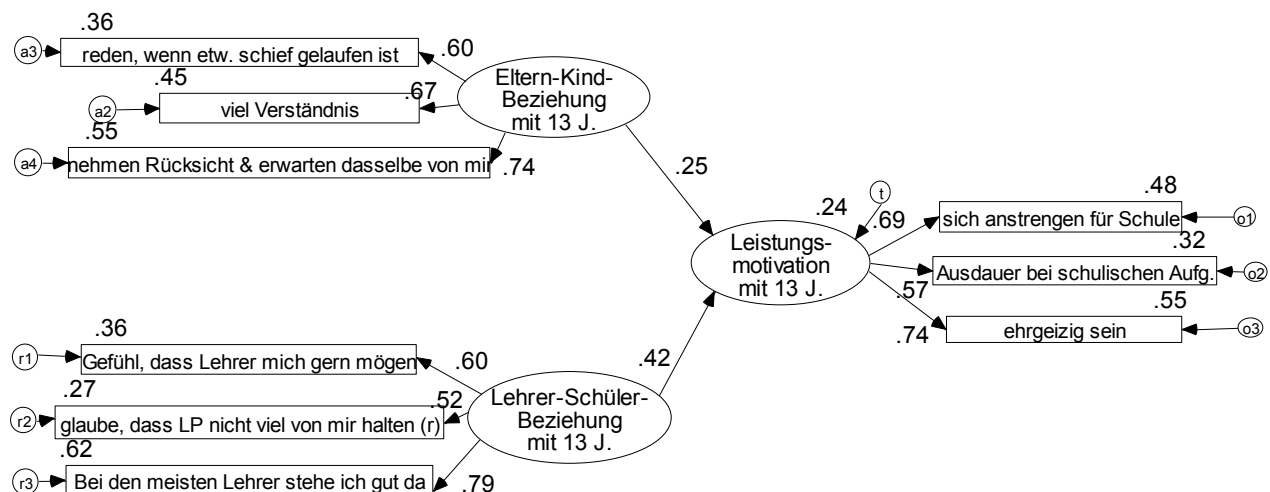 .36
a3
reden, wenn etw. schief gelaufen ist
.60
.45
a2
viel Verständnis
.67
.55
a4
nehmen Rücksicht & erwarten dasselbe von mir
.74
Eltern-Kind-
Beziehung
mit 13 J.
.25
t
.24
Leistungs-
motivation
mit 13 J.
.69
.48
sich anstrengen für Schule
o1
.32
Ausdauer bei schulischen Aufg.
o2
.57
.55
ehrgeizig sein
o3
.74
.36
r1
Gefühl, dass Lehrer mich gern mögen
.60
.42
.27
r2
glaube, dass LP nicht viel von mir halten (r)
.52
.62
r3
Bei den meisten Lehrer stehe ich gut da
.79
Lehrer-Schüler-
Beziehung
mit 13 J.